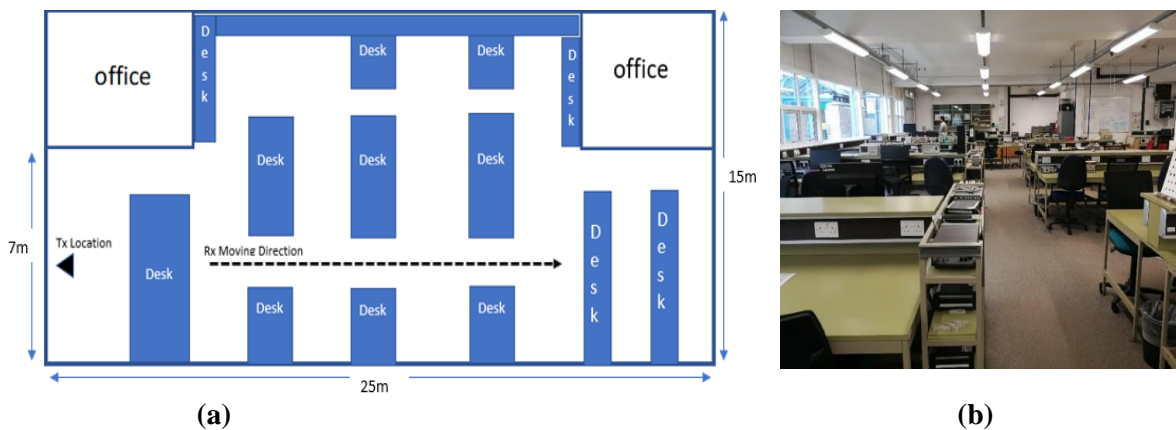 office
D
e
s
k
Desk
Desk
D
e
s
k
office
Desk
Desk
Desk
15m
7m
Tx Location
Desk
Rx Moving Direction
Desk
Desk
Desk
D
e
s
k
D
e
s
k
25m
(a)
(b)